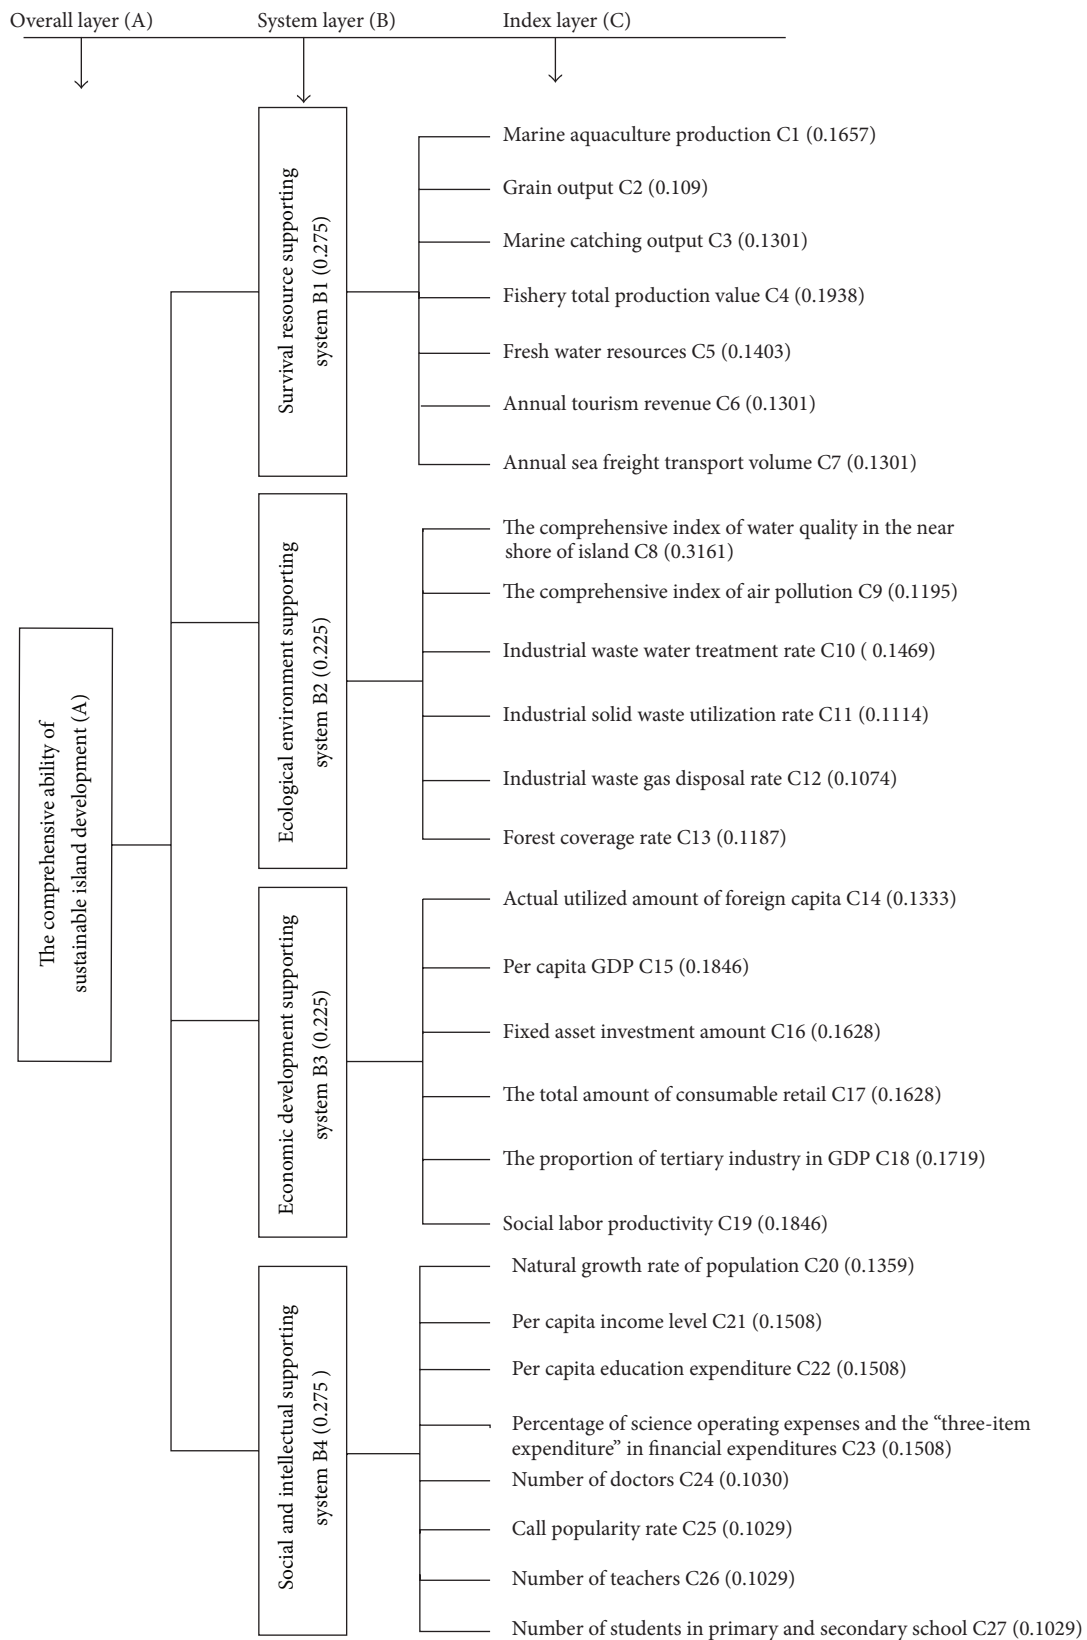 Overall layer (A)
System layer (B)
Index layer (C)
The comprehensive ability of
sustainable island development (A)
Survival resource supporting
system B1 (0.275)
Marine aquaculture production C1 (0.1657)
Grain output C2 (0.109)
Marine catching output C3 (0.1301)
Fishery total production value C4 (0.1938)
Fresh water resources C5 (0.1403)
Annual tourism revenue C6 (0.1301)
Annual sea freight transport volume C7 (0.1301)
Ecological environment supporting
system B2 (0.225)
The comprehensive index of water quality in the near
shore of island C8 (0.3161)
The comprehensive index of air pollution C9 (0.1195)
Industrial waste water treatment rate C10 ( 0.1469)
Industrial solid waste utilization rate C11 (0.1114)
Industrial waste gas disposal rate C12 (0.1074)
Forest coverage rate C13 (0.1187)
Economic development supporting
system B3 (0.225)
Actual utilized amount of foreign capita C14 (0.1333)
Per capita GDP C15 (0.1846)
Fixed asset investment amount C16 (0.1628)
The total amount of consumable retail C17 (0.1628)
The proportion of tertiary industry in GDP C18 (0.1719)
Social labor productivity C19 (0.1846)
Social and intellectual supporting
system B4 (0.275 )
Natural growth rate of population C20 (0.1359)
Per capita income level C21 (0.1508)
Per capita education expenditure C22 (0.1508)
Percentage of science operating expenses and the “three-item
expenditure” in financial expenditures C23 (0.1508)
Number of doctors C24 (0.1030)
Call popularity rate C25 (0.1029)
Number of teachers C26 (0.1029)
Number of students in primary and secondary school C27 (0.1029)